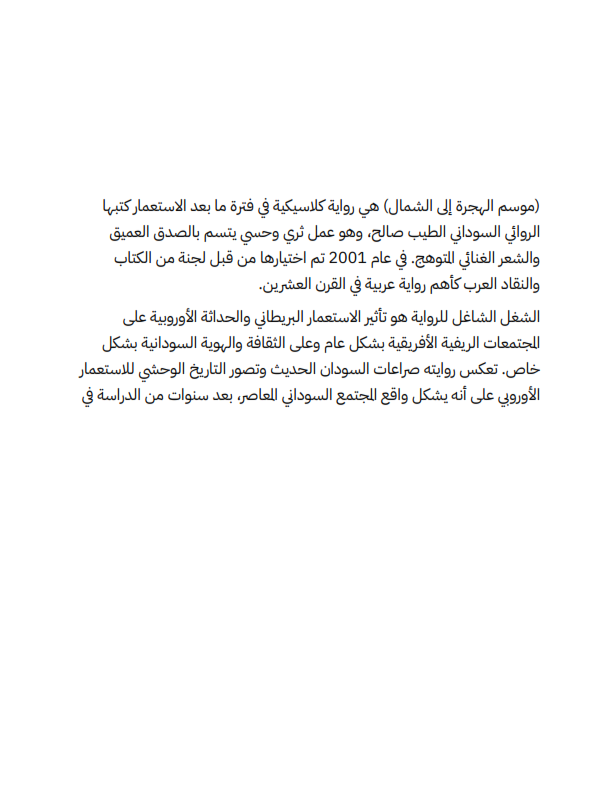 (موسم الهجرة إلى الشمال) هي رواية كلاسيكية في فترة ما بعد الاستعمار كتبها
الروائي السوداني الطيب صالح، وهو عمل ثري وحسي يتسم بالصدق العميق
والشعر الغنائي المتوهج. في عام 2001 تم اختيارها من قبل لجنة من الكتاب
والنقاد العرب كأهم رواية عربية في القرن العشرين.
الشغل الشاغل للرواية هو تأثير الاستعمار البريطاني والحداثة الأوروبية على
المجتمعات الريفية الأفريقية بشكل عام وعلى الثقافة والهوية السودانية بشكل
خاص. تعكس روايته صراعات السودان الحديث وتصور التاريخ الوحشي للاستعمار
الأوروبي على أنه يشكل واقع المجتمع السوداني المعاصر، بعد سنوات من الدراسة في